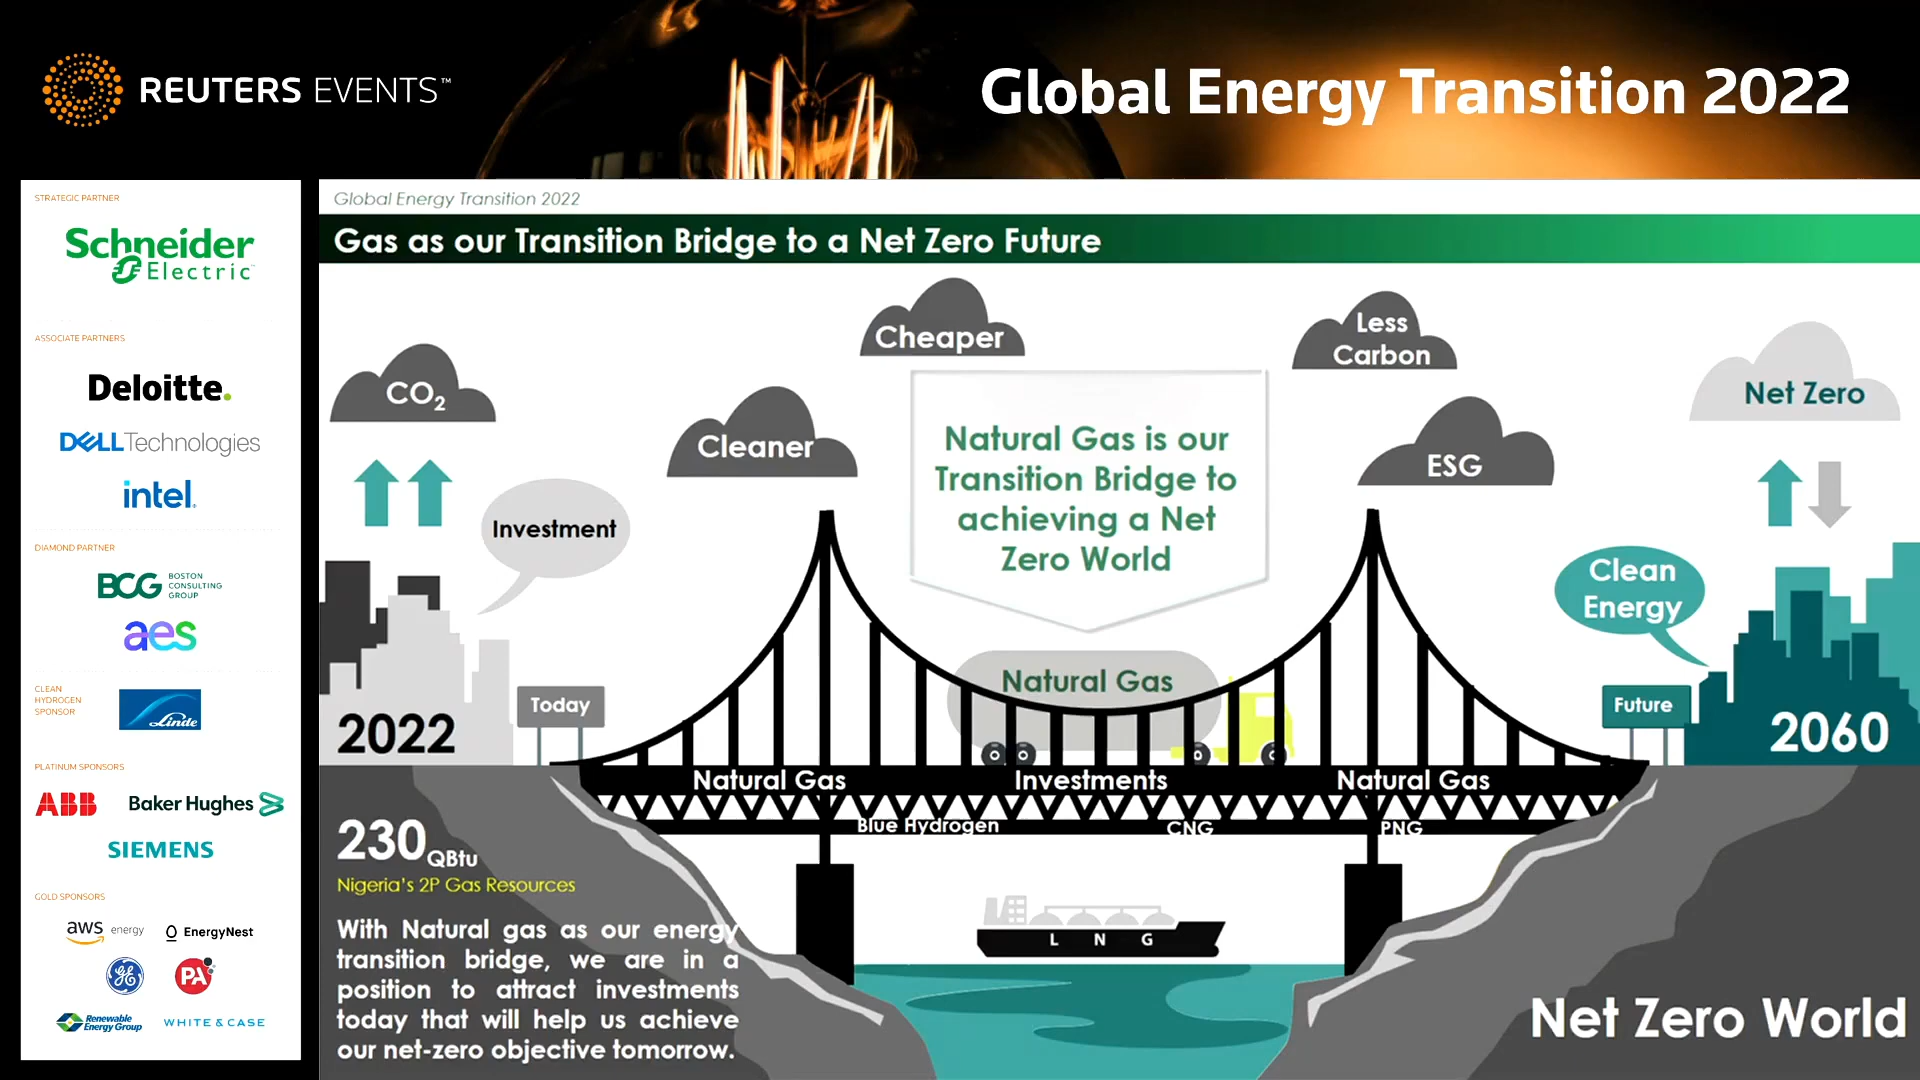 REUTERS EVENTS™
Global Energy Transition 2022
STRATEGIC PARTNER
Schneider
Electric
ASSOCIATE PARTNERS
Deloitte.
DELL Technologies
intel.
DIAMOND PARTNER
BCG
BOSTON
CONSULTING
GROUP
aes
CLEAN
HYDROGEN
SPONSOR
Linde
PLATINUM SPONSORS
ABB
Baker Hughes
SIEMENS
GOLD SPONSORS
aws energy
EnergyNest
GE
PA
Renewable
Energy Group
WHITE & CASE
Global Energy Transition 2022
Gas as our Transition Bridge to a Net Zero Future
CO₂
Cleaner
Cheaper
Less
Carbon
ESG
Net Zero
Investment
Natural Gas is our
Transition Bridge to
achieving a Net
Zero World
Clean
Energy
Natural Gas
Today
Future
2022
2060
Natural Gas
Investments
Natural Gas
Blue Hydrogen
CNG
PNG
230 QBtu
Nigeria's 2P Gas Resources
With Natural gas as our energy
transition bridge, we are in a
position to attract investments
today that will help us achieve
our net-zero objective tomorrow.
L N G
Net Zero World